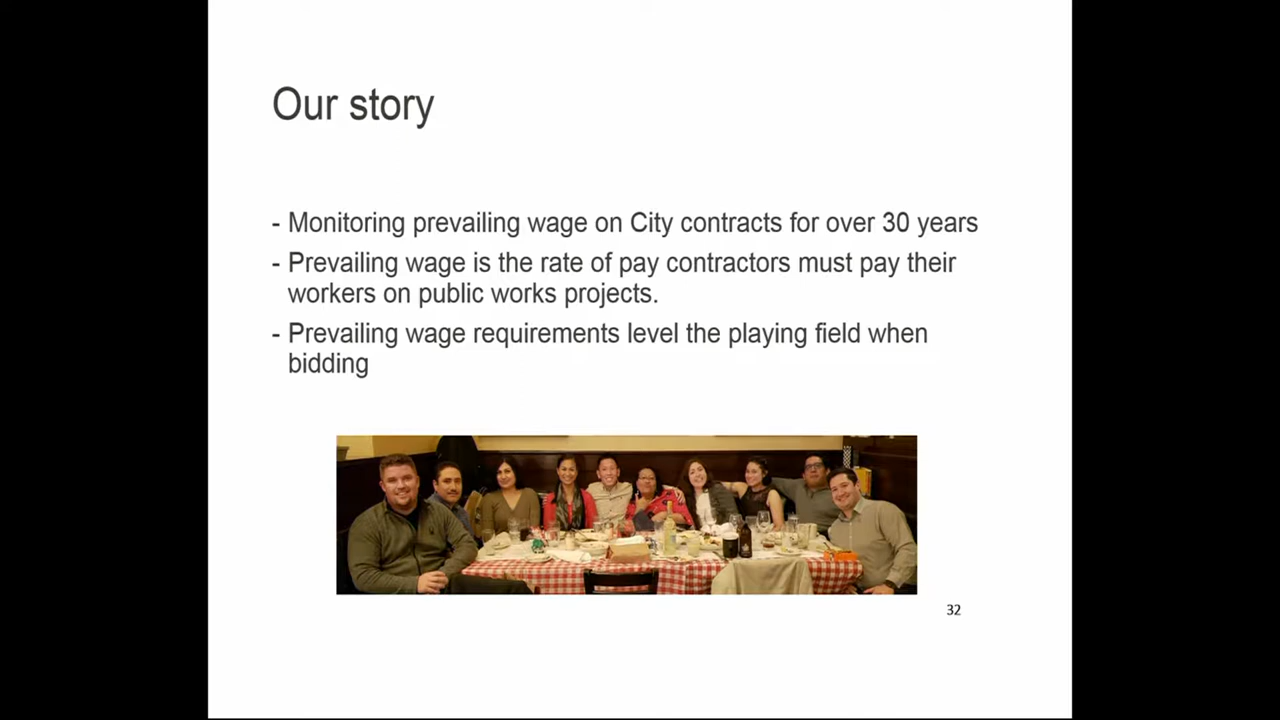 Our story
- Monitoring prevailing wage on City contracts for over 30 years
- Prevailing wage is the rate of pay contractors must pay their
workers on public works projects.
- Prevailing wage requirements level the playing field when
bidding
32